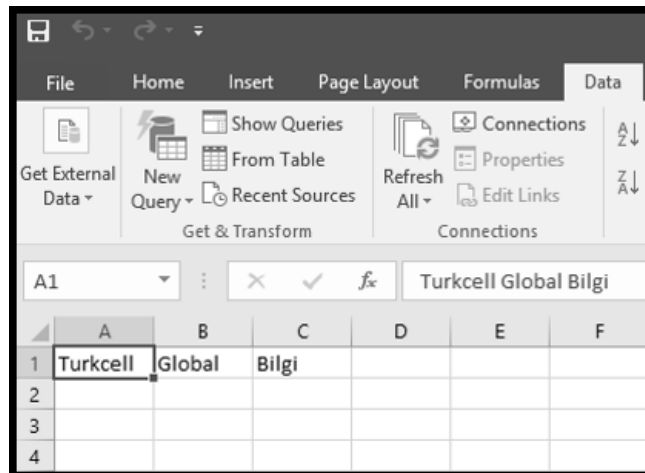 File Home Insert Page Layout Formulas Data
Get External Data
New Query
Show Queries
From Table
Recent Sources
Get & Transform
Refresh All
Connections
Properties
Edit Links
Connections
A Z
Z A
A1 fx Turkcell Global Bilgi
A B C D E F
1 Turkcell Global Bilgi
2
3
4